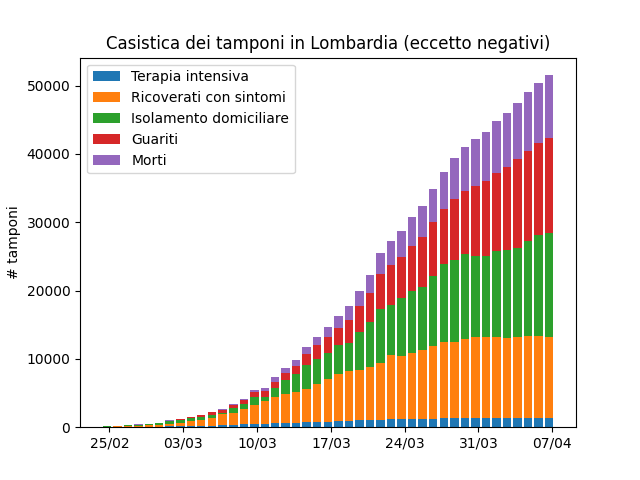 Casistica dei tamponi in Lombardia (eccetto negativi)
Terapia intensiva
Ricoverati con sintomi
Isolamento domiciliare
Guariti
Morti
# tamponi
50000
40000
30000
20000
10000
0
25/02 03/03 10/03 17/03 24/03 31/03 07/04